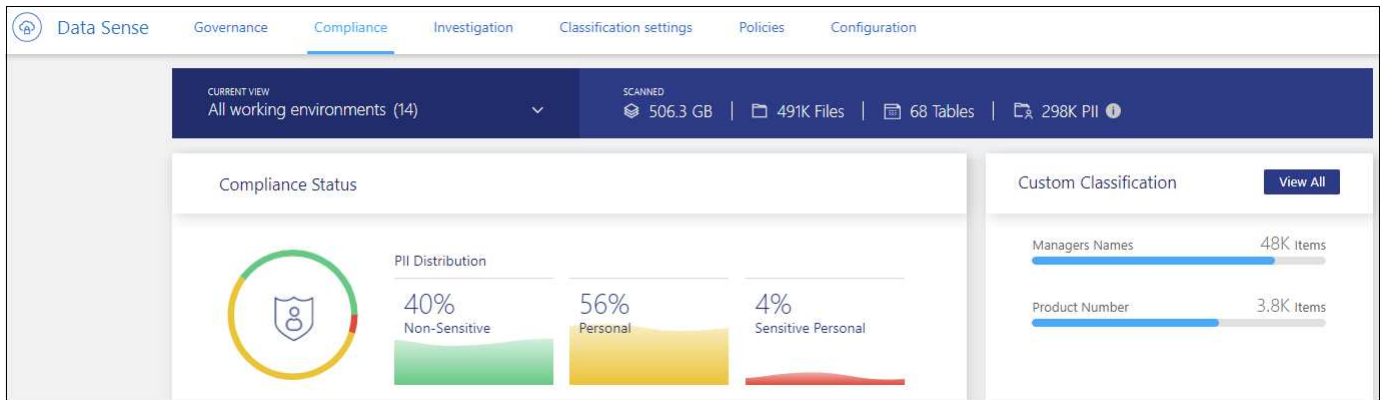 Data Sense
Governance
Compliance
Investigation
Classification settings
Policies
Configuration
CURRENT VIEW
All working environments (14)
SCANNED
506.3 GB | 491K Files | 68 Tables | 298K PII
Compliance Status
PII Distribution
40%
Non-Sensitive
56%
Personal
4%
Sensitive Personal
Custom Classification
View All
Managers Names
48K Items
Product Number
3.8K Items